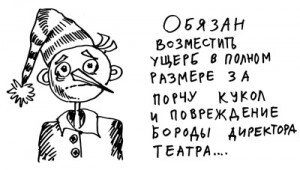 ОБЯЗАН
ВОЗМЕСТИТЬ
УЩЕРБ В ПОЛНОМ
РАЗМЕРЕ ЗА
ПОРЧУ КУКОЛ
И ПОВРЕЖДЕНИЕ
БОРОДЫ ДИРЕКТОРА
ТЕАТРА....